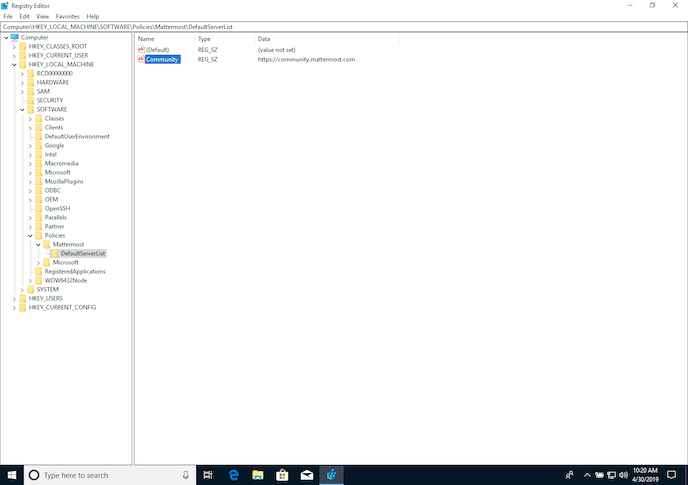 Registry Editor
File Edit View Favorites Help
Computer\HKEY_LOCAL_MACHINE\SOFTWARE\Policies\Mattermost\DefaultServerList
Name Type Data
Computer
HKEY_CLASSES_ROOT
HKEY_CURRENT_USER
HKEY_LOCAL_MACHINE
BCD00000000
HARDWARE
SAM
SECURITY
SOFTWARE
Classes
Clients
DefaultUserEnvironment
Google
Intel
Macromedia
Microsoft
MozillaPlugins
ODBC
OEM
OpenSSH
Parallels
Partner
Policies
Mattermost
DefaultServerList
Microsoft
RegisteredApplications
WOW6432Node
SYSTEM
HKEY_USERS
HKEY_CURRENT_CONFIG
ab (Default) REG_SZ (value not set)
ab Community REG_SZ https://community.mattermost.com
Type here to search
10:20 AM
4/30/2019